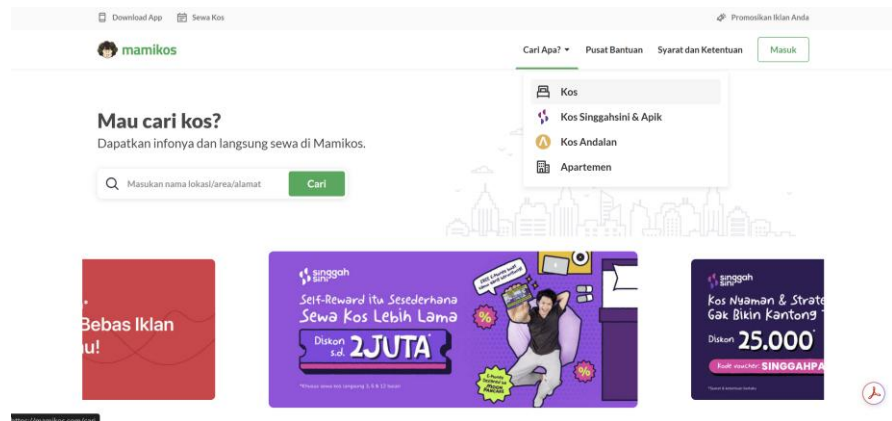 Download App
Sewa Kos
Promosikan Iklan Anda
mamikos
Cari Apa?
Pusat Bantuan
Syarat dan Ketentuan
Masuk
Kos
Kos Singgahsini & Apik
Kos Andalan
Apartemen
Mau cari kos?
Dapatkan infonya dan langsung sewa di Mamikos.
Masukan nama lokasi/area/alamat
Cari
Bebas Iklan
singgah
sini
Self-Reward itu Sesederhana
Sewa Kos Lebih Lama
Diskon
s.d. 2JUTA
%
%
singgah
sini
Kos Nyaman & Strate
Gak Bikin Kantong
Diskon 25.000
Kode voucher SINGGAHPA